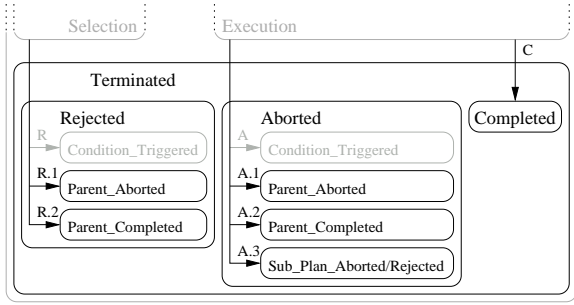 Selection
Execution
C
Terminated
Rejected
Aborted
Completed
R
Condition_Triggered
A
Condition_Triggered
R.1
Parent_Aborted
A.1
Parent_Aborted
R.2
Parent_Completed
A.2
Parent_Completed
A.3
Sub_Plan_Aborted/Rejected